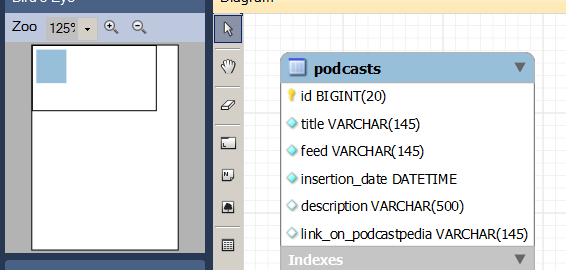 Bird's Eye
Diagram
Zoo 125%
podcasts
id BIGINT(20)
title VARCHAR(145)
feed VARCHAR(145)
insertion_date DATETIME
description VARCHAR(500)
link_on_podcastpedia VARCHAR(145)
Indexes